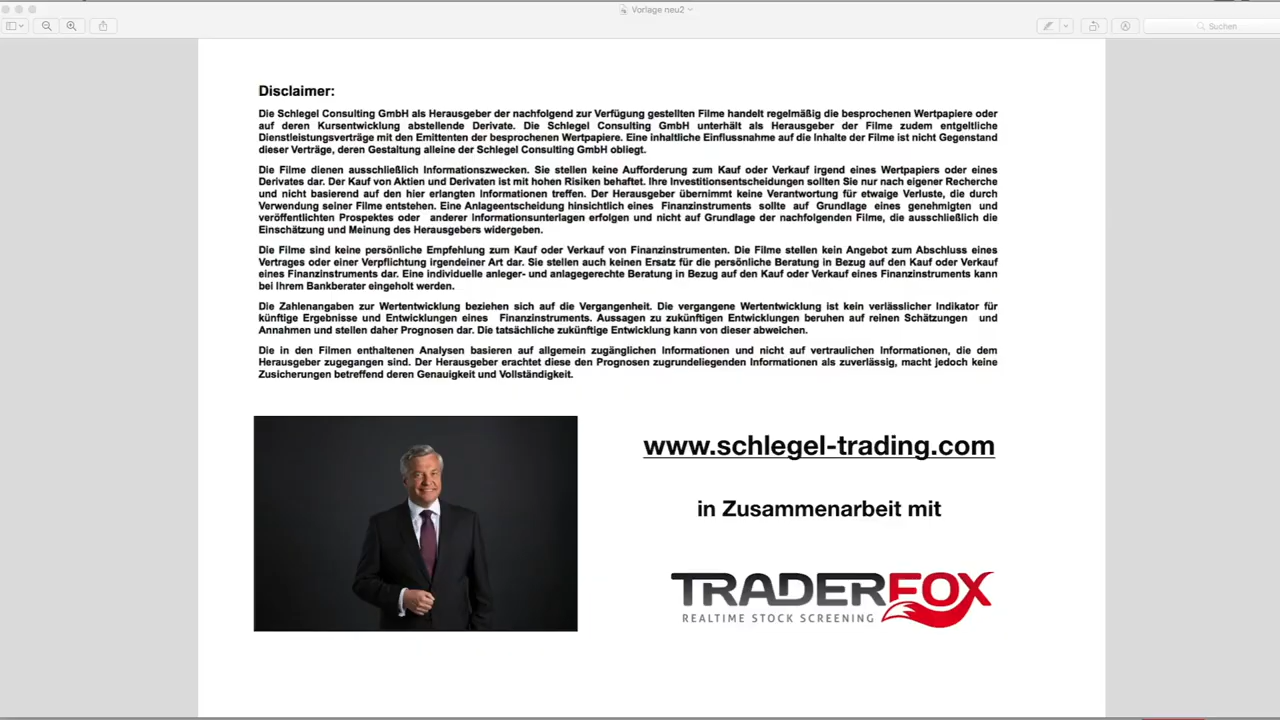 Vorlage neu2
Suchen
Disclaimer:
Die Schlegel Consulting GmbH als Herausgeber der nachfolgend zur Verfügung gestellten Filme handelt regelmäßig die besprochenen Wertpapiere oder
auf deren Kursentwicklung abstellende Derivate. Die Schlegel Consulting GmbH unterhält als Herausgeber der Filme zudem entgeltliche
Dienstleistungsverträge mit den Emittenten der besprochenen Wertpapiere. Eine inhaltliche Einflussnahme auf die Inhalte der Filme ist nicht Gegenstand
dieser Verträge, deren Gestaltung alleine der Schlegel Consulting GmbH obliegt.
Die Filme dienen ausschließlich Informationszwecken. Sie stellen keine Aufforderung zum Kauf oder Verkauf irgend eines Wertpapiers oder eines
Derivates dar. Der Kauf von Aktien und Derivaten ist mit hohen Risiken behaftet. Ihre Investitionsentscheidungen sollten Sie nur nach eigener Recherche
und nicht basierend auf den hier erlangten Informationen treffen. Der Herausgeber übernimmt keine Verantwortung für etwaige Verluste, die durch
Verwendung seiner Filme entstehen. Eine Anlageentscheidung hinsichtlich eines Finanzinstruments sollte auf Grundlage eines genehmigten und
veröffentlichten Prospektes oder anderer Informationsunterlagen erfolgen und nicht auf Grundlage der nachfolgenden Filme, die ausschließlich die
Einschätzung und Meinung des Herausgebers widergeben.
Die Filme sind keine persönliche Empfehlung zum Kauf oder Verkauf von Finanzinstrumenten. Die Filme stellen kein Angebot zum Abschluss eines
Vertrages oder einer Verpflichtung irgendeiner Art dar. Sie stellen auch keinen Ersatz für die persönliche Beratung in Bezug auf den Kauf oder Verkauf
eines Finanzinstruments dar. Eine individuelle anleger- und anlagegerechte Beratung in Bezug auf den Kauf oder Verkauf eines Finanzinstruments kann
bei Ihrem Bankberater eingeholt werden.
Die Zahlenangaben zur Wertentwicklung beziehen sich auf die Vergangenheit. Die vergangene Wertentwicklung ist kein verlässlicher Indikator für
künftige Ergebnisse und Entwicklungen eines Finanzinstruments. Aussagen zu zukünftigen Entwicklungen beruhen auf reinen Schätzungen und
Annahmen und stellen daher Prognosen dar. Die tatsächliche zukünftige Entwicklung kann von dieser abweichen.
Die in den Filmen enthaltenen Analysen basieren auf allgemein zugänglichen Informationen und nicht auf vertraulichen Informationen, die dem
Herausgeber zugegangen sind. Der Herausgeber erachtet diese den Prognosen zugrundeliegenden Informationen als zuverlässig, macht jedoch keine
Zusicherungen betreffend deren Genauigkeit und Vollständigkeit.
www.schlegel-trading.com
in Zusammenarbeit mit
TRADERFOX
REALTIME STOCK SCREENING